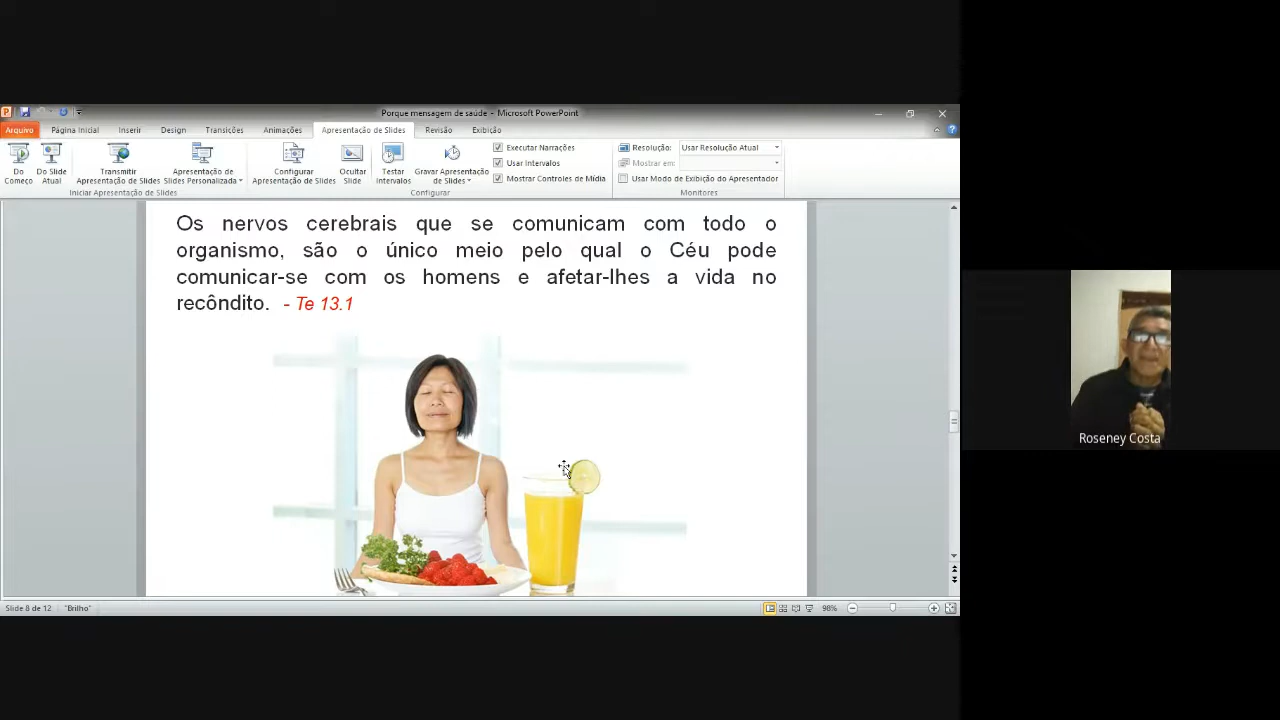 Porque mensagem de saúde - Microsoft PowerPoint
Arquivo Página Inicial Inserir Design Transições Animações Apresentação de Slides Revisão Exibição
Do Começo
Do Slide Atual
Transmitir Apresentação de Slides
Apresentação de Slides Personalizada
Iniciar Apresentação de Slides
Configurar Apresentação de Slides
Ocultar Slide
Testar Intervalos
Gravar Apresentação de Slides
Executar Narrações
Usar Intervalos
Mostrar Controles de Mídia
Configurar
Resolução: Usar Resolução Atual
Mostrar em:
Usar Modo de Exibição do Apresentador
Monitores
Os nervos cerebrais que se comunicam com todo o
organismo, são o único meio pelo qual o Céu pode
comunicar-se com os homens e afetar-lhes a vida no
recôndito. - Te 13.1
Roseney Costa
Slide 8 de 12 "Brilho" 98%